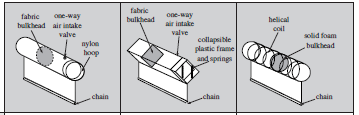 fabric
bulkhead
one-way
air intake
valve
nylon
hoop
chain
fabric
bulkhead
one-way
air intake
valve
collapsible
plastic frame
and springs
chain
helical
coil
solid foam
bulkhead
chain